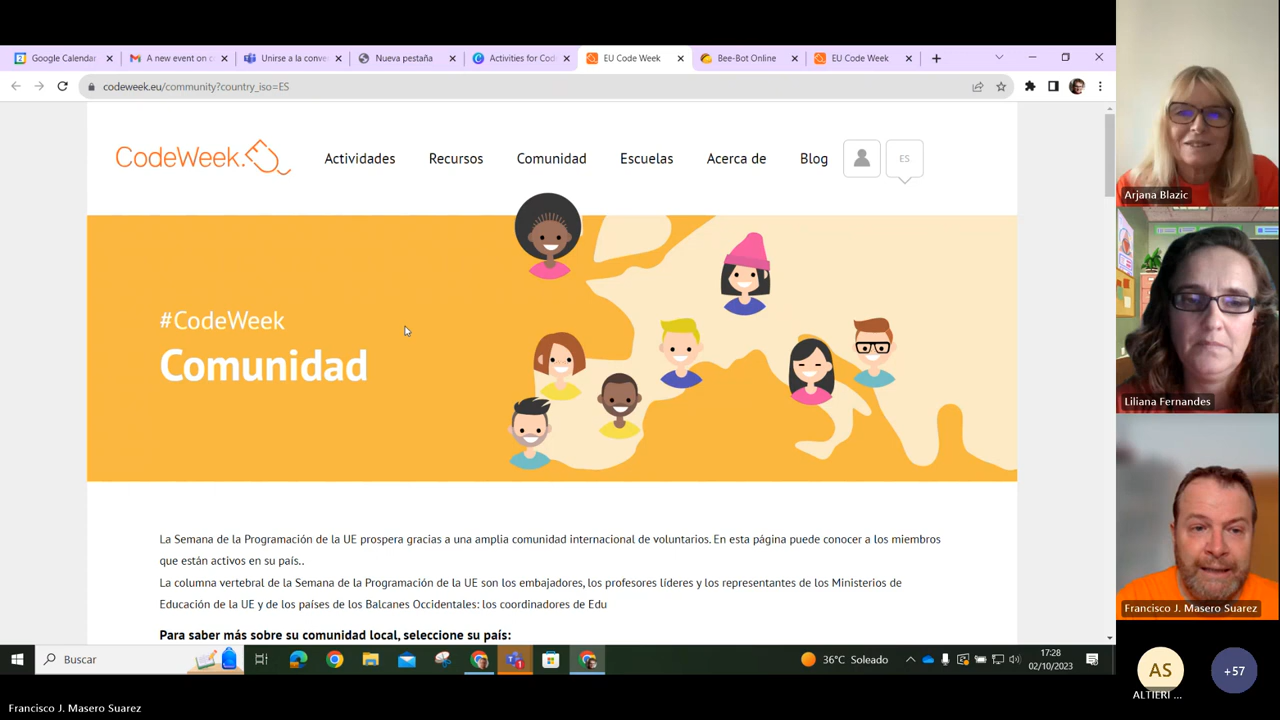 Google Calendar
A new event on c
Unirse a la conve
Nueva pestaña
Activities for Cod
EU Code Week
Bee-Bot Online
EU Code Week
codeweek.eu/community?country_iso=ES
CodeWeek.
Actividades
Recursos
Comunidad
Escuelas
Acerca de
Blog
ES
#CodeWeek
Comunidad
La Semana de la Programación de la UE prospera gracias a una amplia comunidad internacional de voluntarios. En esta página puede conocer a los miembros
que están activos en su país..
La columna vertebral de la Semana de la Programación de la UE son los embajadores, los profesores líderes y los representantes de los Ministerios de
Educación de la UE y de los países de los Balcanes Occidentales: los coordinadores de Edu
Para saber más sobre su comunidad local, seleccione su país:
Buscar
36°C Soleado
17:28
02/10/2023
Francisco J. Masero Suarez
Arjana Blazic
Liliana Fernandes
Francisco J. Masero Suarez
AS
ALTIERI ...
+57